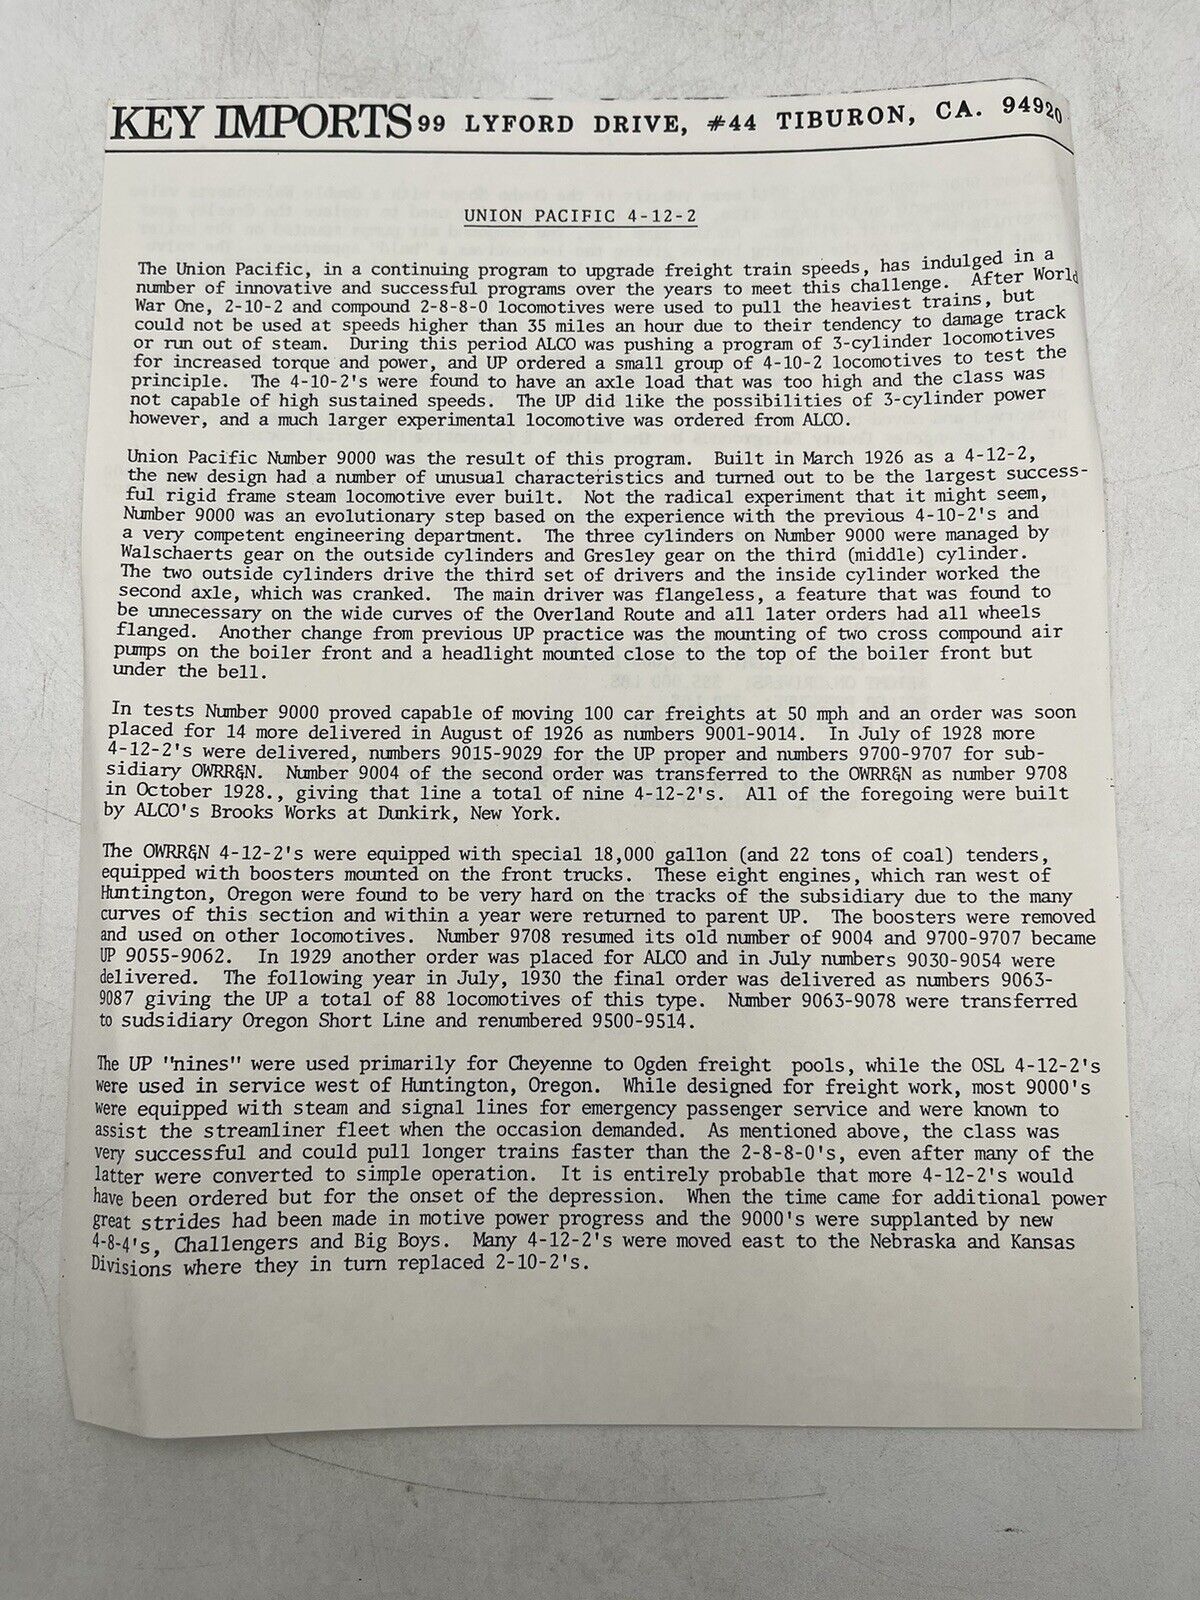 KEY IMPORTS 99 LYFORD DRIVE, #44 TIBURON, CA. 94920
UNION PACIFIC 4-12-2
The Union Pacific, in a continuing program to upgrade freight train speeds, has indulged in a
number of innovative and successful programs over the years to meet this challenge. After World
War One, 2-10-2 and compound 2-8-8-0 locomotives were used to pull the heaviest trains, but
could not be used at speeds higher than 35 miles an hour due to their tendency to damage track
or run out of steam. During this period ALCO was pushing a program of 3-cylinder locomotives
for increased torque and power, and UP ordered a small group of 4-10-2 locomotives to test the
principle. The 4-10-2's were found to have an axle load that was too high and the class was
not capable of high sustained speeds. The UP did like the possibilities of 3-cylinder power
however, and a much larger experimental locomotive was ordered from ALCO.
Union Pacific Number 9000 was the result of this program. Built in March 1926 as a 4-12-2,
the new design had a number of unusual characteristics and turned out to be the largest success-
ful rigid frame steam locomotive ever built. Not the radical experiment that it might seem,
Number 9000 was an evolutionary step based on the experience with the previous 4-10-2's and
a very competent engineering department. The three cylinders on Number 9000 were managed by
Walschaerts gear on the outside cylinders and Gresley gear on the third (middle) cylinder.
The two outside cylinders drive the third set of drivers and the inside cylinder worked the
second axle, which was cranked. The main driver was flangeless, a feature that was found to
be unnecessary on the wide curves of the Overland Route and all later orders had all wheels
flanged. Another change from previous UP practice was the mounting of two cross compound air
pumps on the boiler front and a headlight mounted close to the top of the boiler front but
under the bell.
In tests Number 9000 proved capable of moving 100 car freights at 50 mph and an order was soon
placed for 14 more delivered in August of 1926 as numbers 9001-9014. In July of 1928 more
4-12-2's were delivered, numbers 9015-9029 for the UP proper and numbers 9700-9707 for sub-
sidiary OWRR&N. Number 9004 of the second order was transferred to the OWRR&N as number 9708
in October 1928., giving that line a total of nine 4-12-2's. All of the foregoing were built
by ALCO's Brooks Works at Dunkirk, New York.
The OWRR&N 4-12-2's were equipped with special 18,000 gallon (and 22 tons of coal) tenders,
equipped with boosters mounted on the front trucks. These eight engines, which ran west of
Huntington, Oregon were found to be very hard on the tracks of the subsidiary due to the many
curves of this section and within a year were returned to parent UP. The boosters were removed
and used on other locomotives. Number 9708 resumed its old number of 9004 and 9700-9707 became
UP 9055-9062. In 1929 another order was placed for ALCO and in July numbers 9030-9054 were
delivered. The following year in July, 1930 the final order was delivered as numbers 9063-
9087 giving the UP a total of 88 locomotives of this type. Number 9063-9078 were transferred
to sudsidiary Oregon Short Line and renumbered 9500-9514.
The UP "nines" were used primarily for Cheyenne to Ogden freight pools, while the OSL 4-12-2's
were used in service west of Huntington, Oregon. While designed for freight work, most 9000's
were equipped with steam and signal lines for emergency passenger service and were known to
assist the streamliner fleet when the occasion demanded. As mentioned above, the class was
very successful and could pull longer trains faster than the 2-8-8-0's, even after many of the
latter were converted to simple operation. It is entirely probable that more 4-12-2's would
have been ordered but for the onset of the depression. When the time came for additional power
great strides had been made in motive power progress and the 9000's were supplanted by new
4-8-4's, Challengers and Big Boys. Many 4-12-2's were moved east to the Nebraska and Kansas
Divisions where they in turn replaced 2-10-2's.